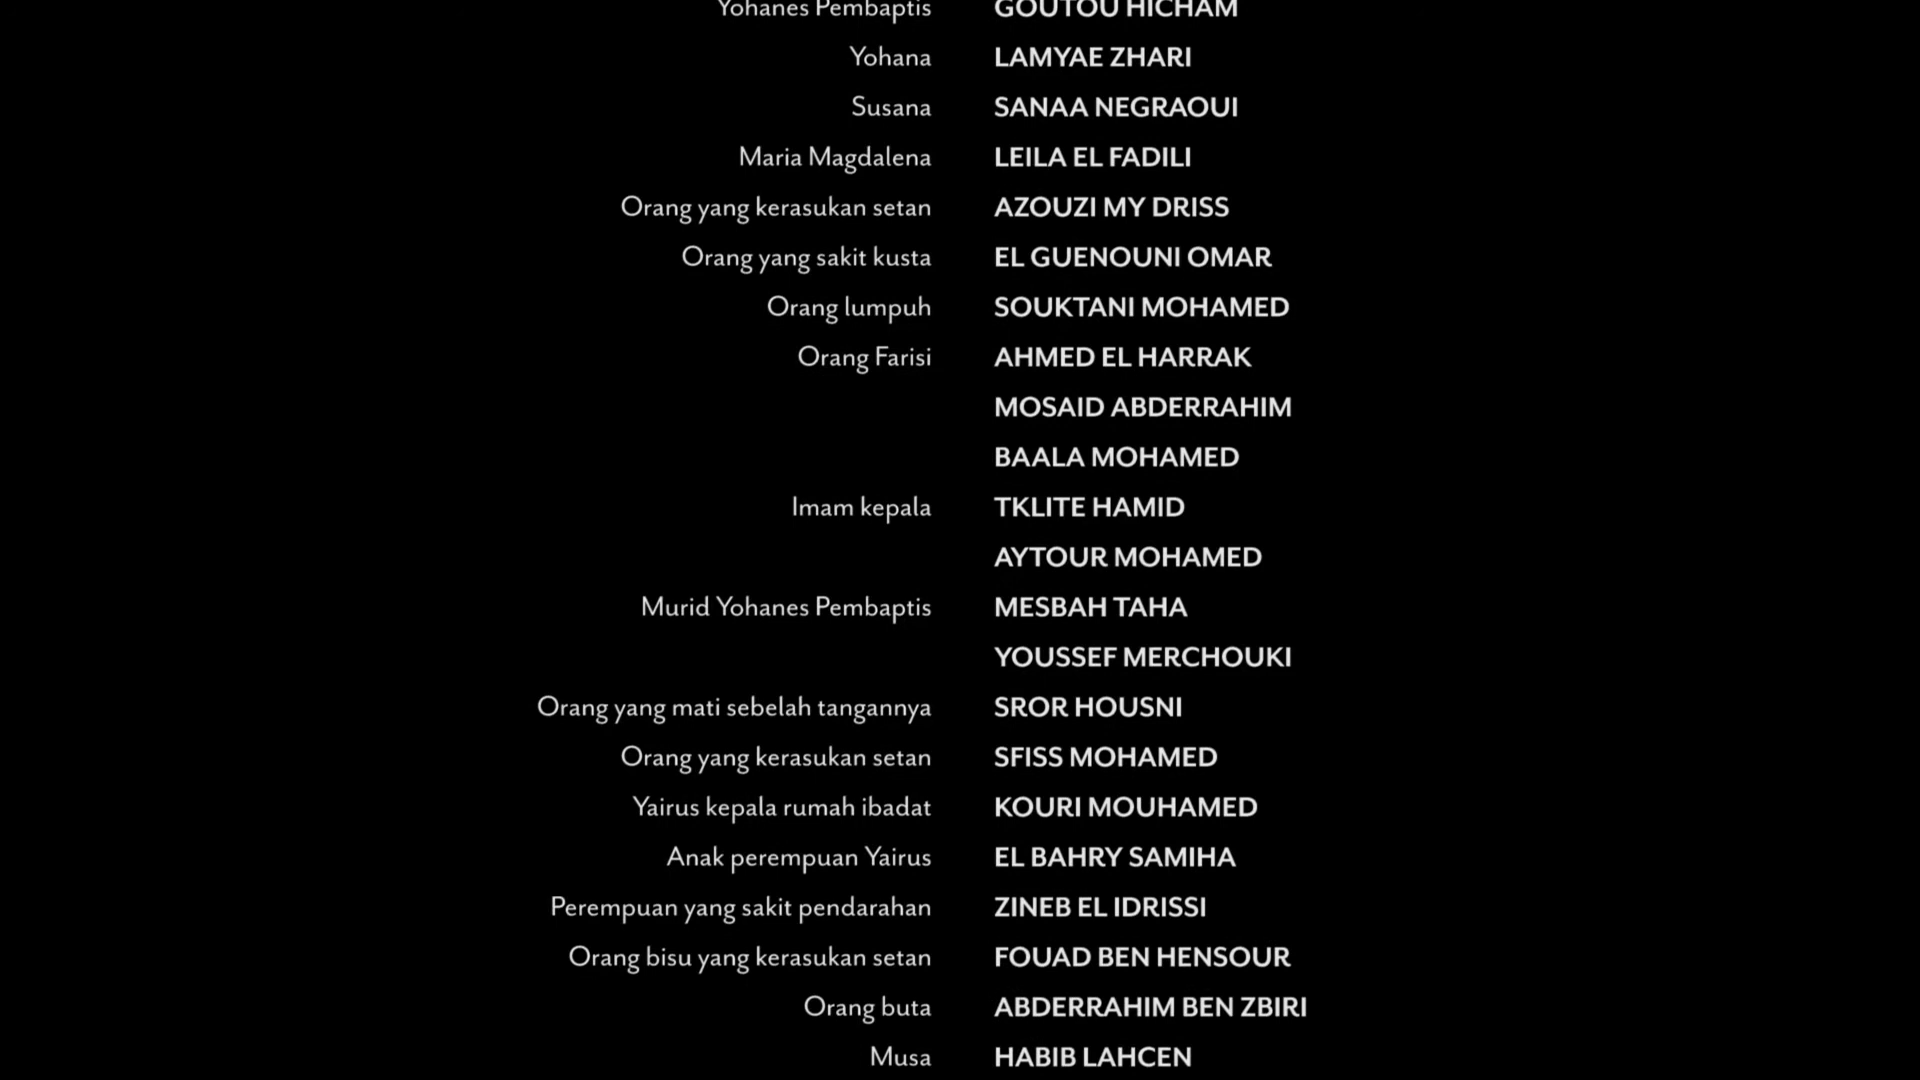 Yohanes Pembaptis GOUTOU HICHAM
Yohana LAMYAE ZHARI
Susana SANAA NEGRAOUI
Maria Magdalena LEILA EL FADILI
Orang yang kerasukan setan AZOUZI MY DRISS
Orang yang sakit kusta EL GUENOUNI OMAR
Orang lumpuh SOUKTANI MOHAMED
Orang Farisi AHMED EL HARRAK
MOSAID ABDERRAHIM
BAALA MOHAMED
Imam kepala TKLITE HAMID
AYTOUR MOHAMED
Murid Yohanes Pembaptis MESBAH TAHA
YOUSSEF MERCHOUKI
Orang yang mati sebelah tangannya SROR HOUSNI
Orang yang kerasukan setan SFISS MOHAMED
Yairus kepala rumah ibadat KOURI MOUHAMED
Anak perempuan Yairus EL BAHRY SAMIHA
Perempuan yang sakit pendarahan ZINEB EL IDRISSI
Orang bisu yang kerasukan setan FOUAD BEN HENSOUR
Orang buta ABDERRAHIM BEN ZBIRI
Musa HABIB LAHCEN